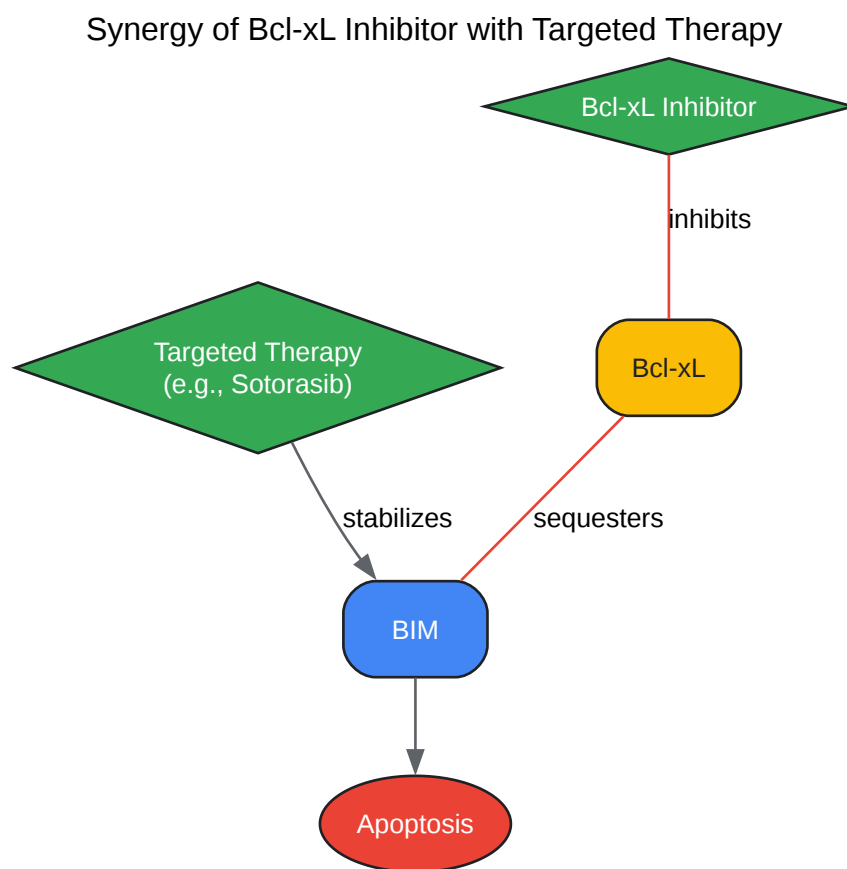 Synergy of Bcl-xL Inhibitor with Targeted Therapy
Bcl-xL Inhibitor
inhibits
Targeted Therapy
(e.g., Sotorasib)
Bcl-xL
stabilizes
sequesters
BIM
Apoptosis